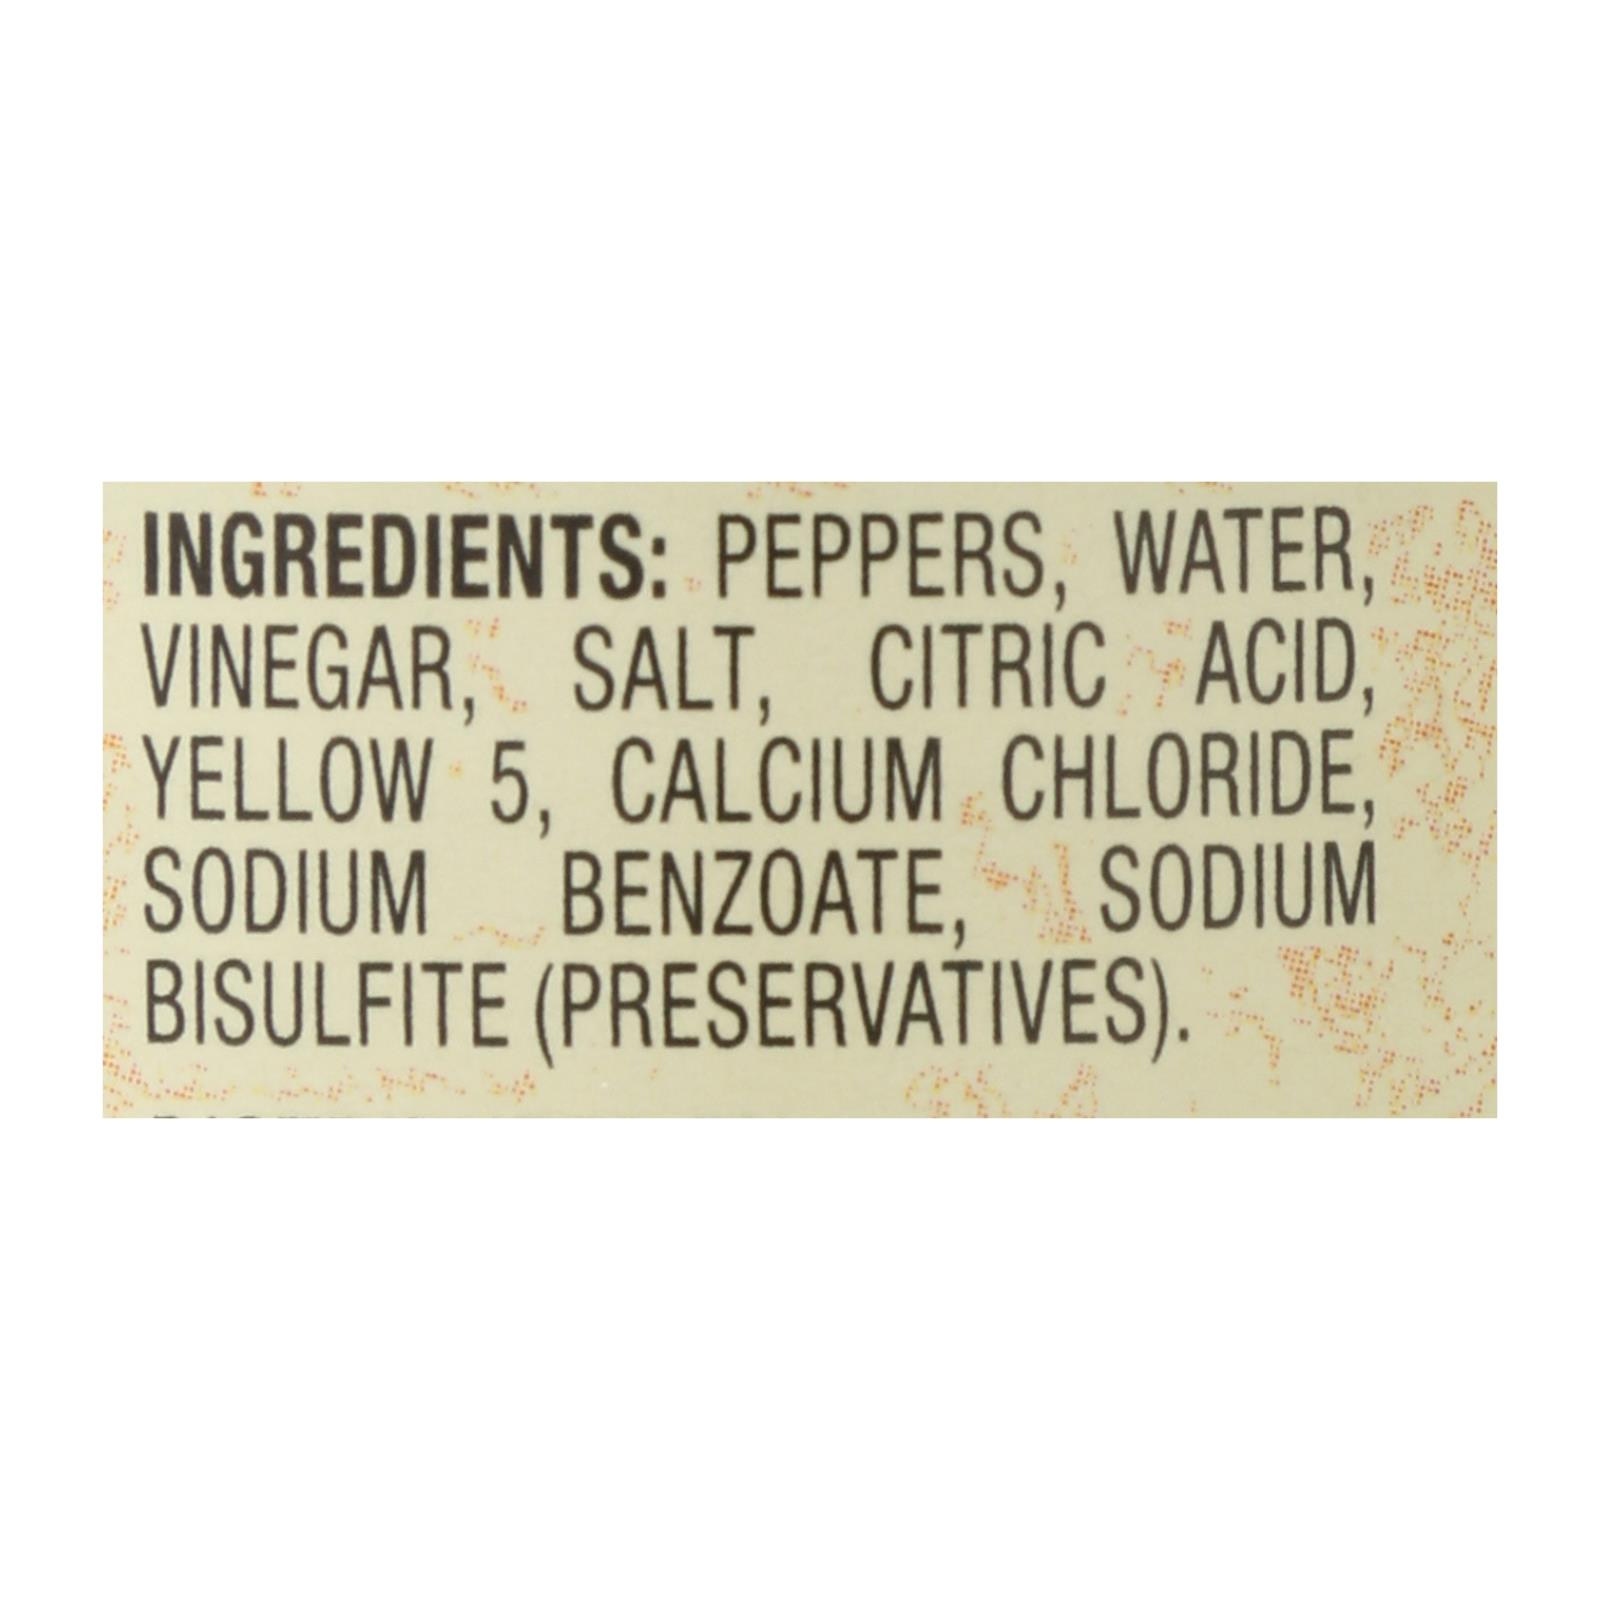 INGREDIENTS: PEPPERS, WATER,
VINEGAR, SALT, CITRIC ACID,
YELLOW 5, CALCIUM CHLORIDE,
SODIUM BENZOATE, SODIUM
BISULFITE (PRESERVATIVES).